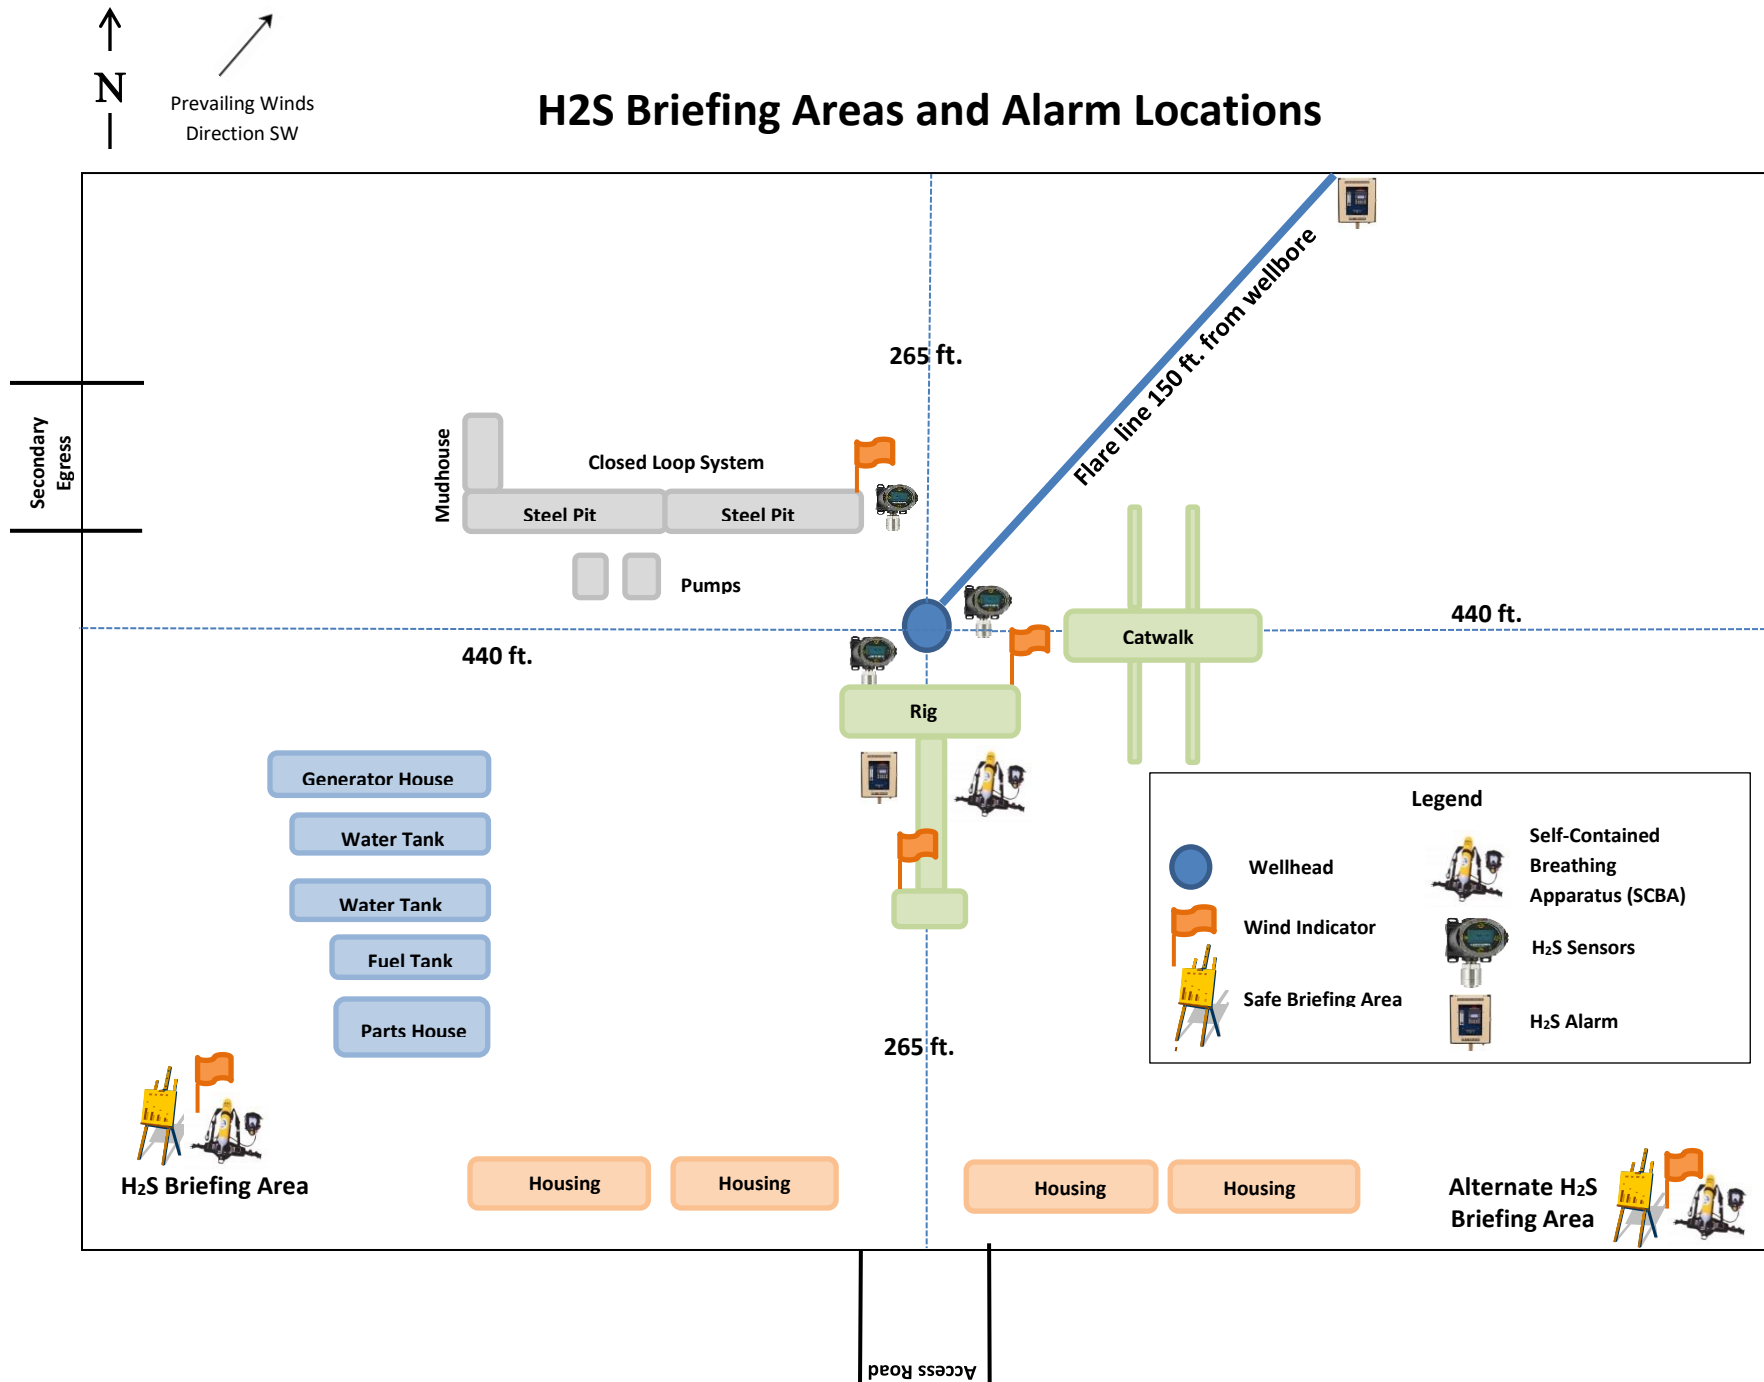 N
Prevailing Winds
Direction SW
H2S Briefing Areas and Alarm Locations
265 ft.
Flare line 150 ft. from wellbore
Secondary
Egress
Mudhouse
Closed Loop System
Steel Pit
Steel Pit
Pumps
440 ft.
440 ft.
Catwalk
Rig
Generator House
Water Tank
Water Tank
Fuel Tank
Parts House
Legend
Wellhead
Wind Indicator
Safe Briefing Area
Self-Contained
Breathing
Apparatus (SCBA)
H2S Sensors
H2S Alarm
265 ft.
H2S Briefing Area
Housing
Housing
Housing
Housing
Alternate H2S
Briefing Area
Access Road